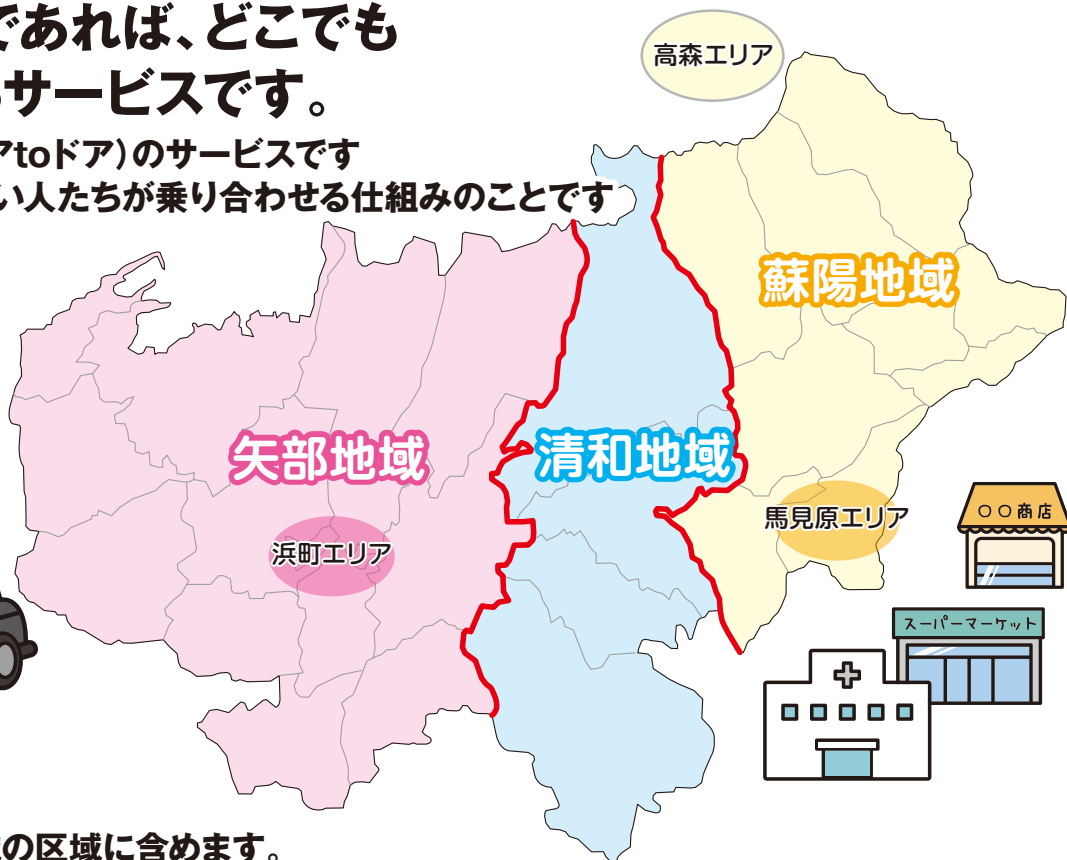 であれば、どこでも
るサービスです。
アtoドア)のサービスです
い人たちが乗り合わせる仕組みのことです
高森エリア
蘇陽地域
矢部地域
清和地域
馬見原エリア
浜町エリア
〇〇商店
スーパーマーケット
の区域に含めます。